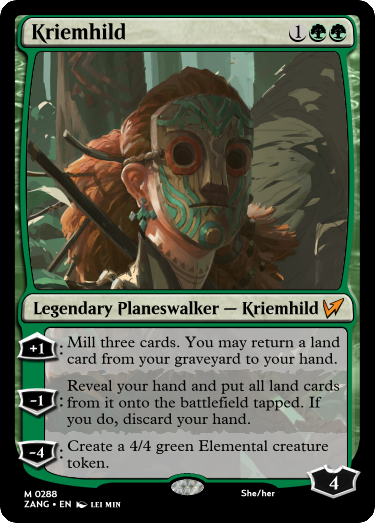 Kriemhild 1
Legendary Planeswalker — Kriemhild
+1: Mill three cards. You may return a land
card from your graveyard to your hand.
-1: Reveal your hand and put all land cards
from it onto the battlefield tapped. If
you do, discard your hand.
-4: Create a 4/4 green Elemental creature
token.
4
M 0288 She/her
ZANG • EN LEI MIN